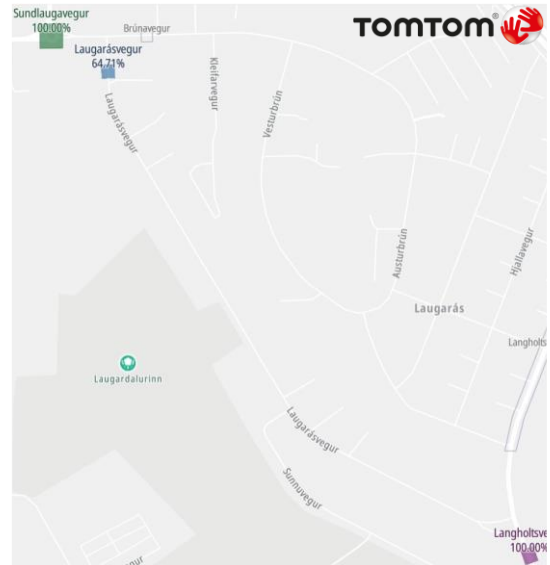 Sundlaugavegur
100.00%
Brúnavegur
TOMTOM®
Laugarásvegur
64.71%
Kleifarvegur
Vesturbrún
Laugarásvegur
Austurbrún
Hjallavegur
Laugarás
Langholts
Laugardalurinn
Laugarásvegur
Sunnuvegur
Langholtsve
100.00%
gur